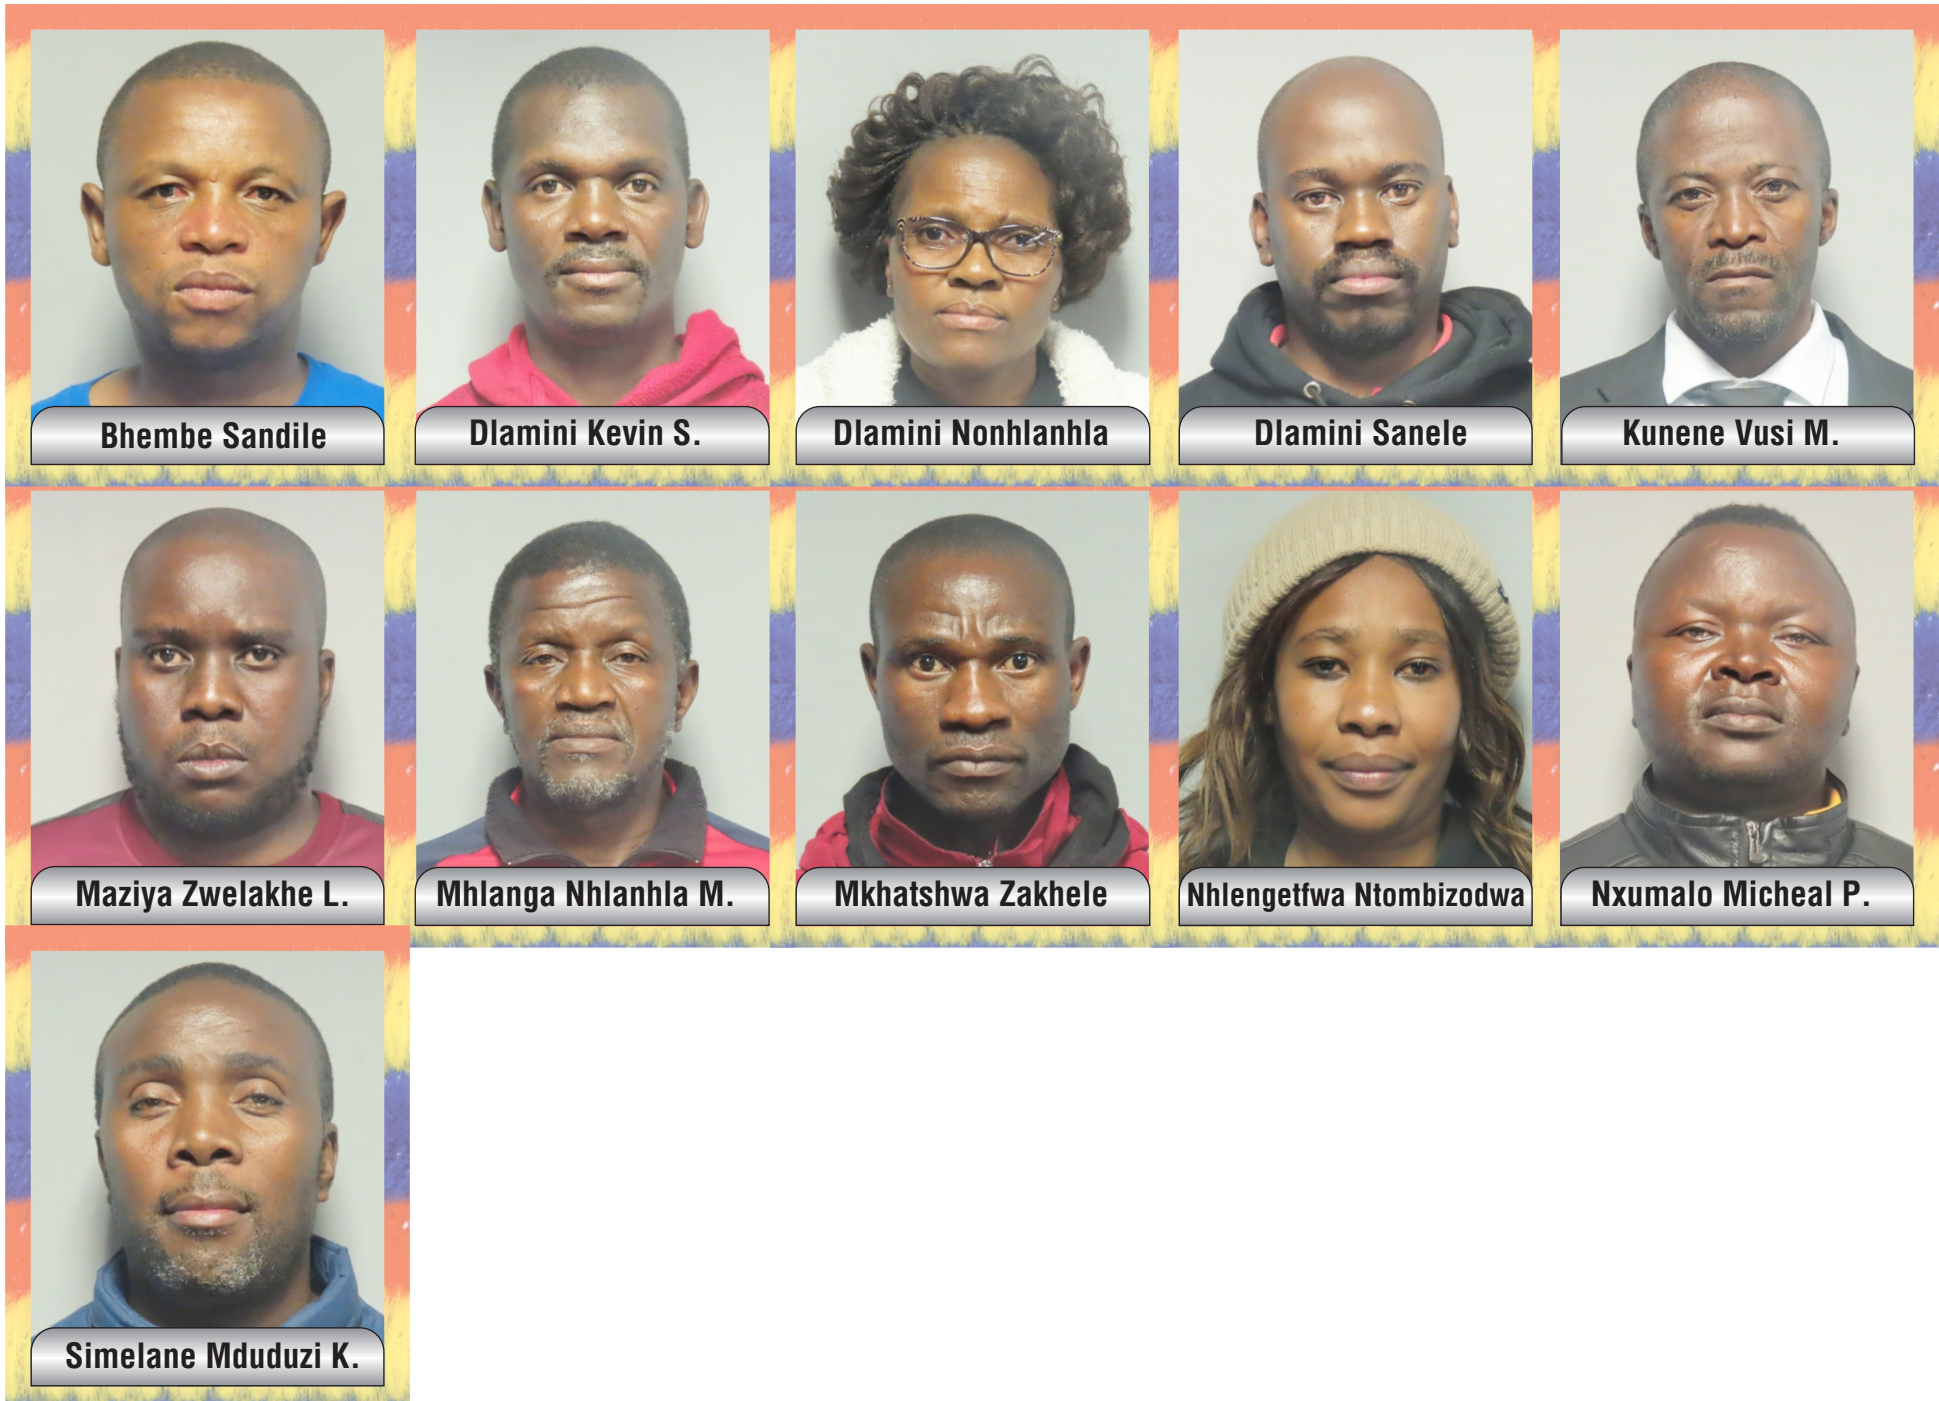 Bhembe Sandile
Dlamini Kevin S.
Dlamini Nonhlanhla
Dlamini Sanele
Kunene Vusi M.
Maziya Zwelakhe L.
Mhlanga Nhlanhla M.
Mkhatshwa Zakhele
Nhlengetfwa Ntombizodwa
Nxumalo Micheal P.
Simelane Mduduzi K.